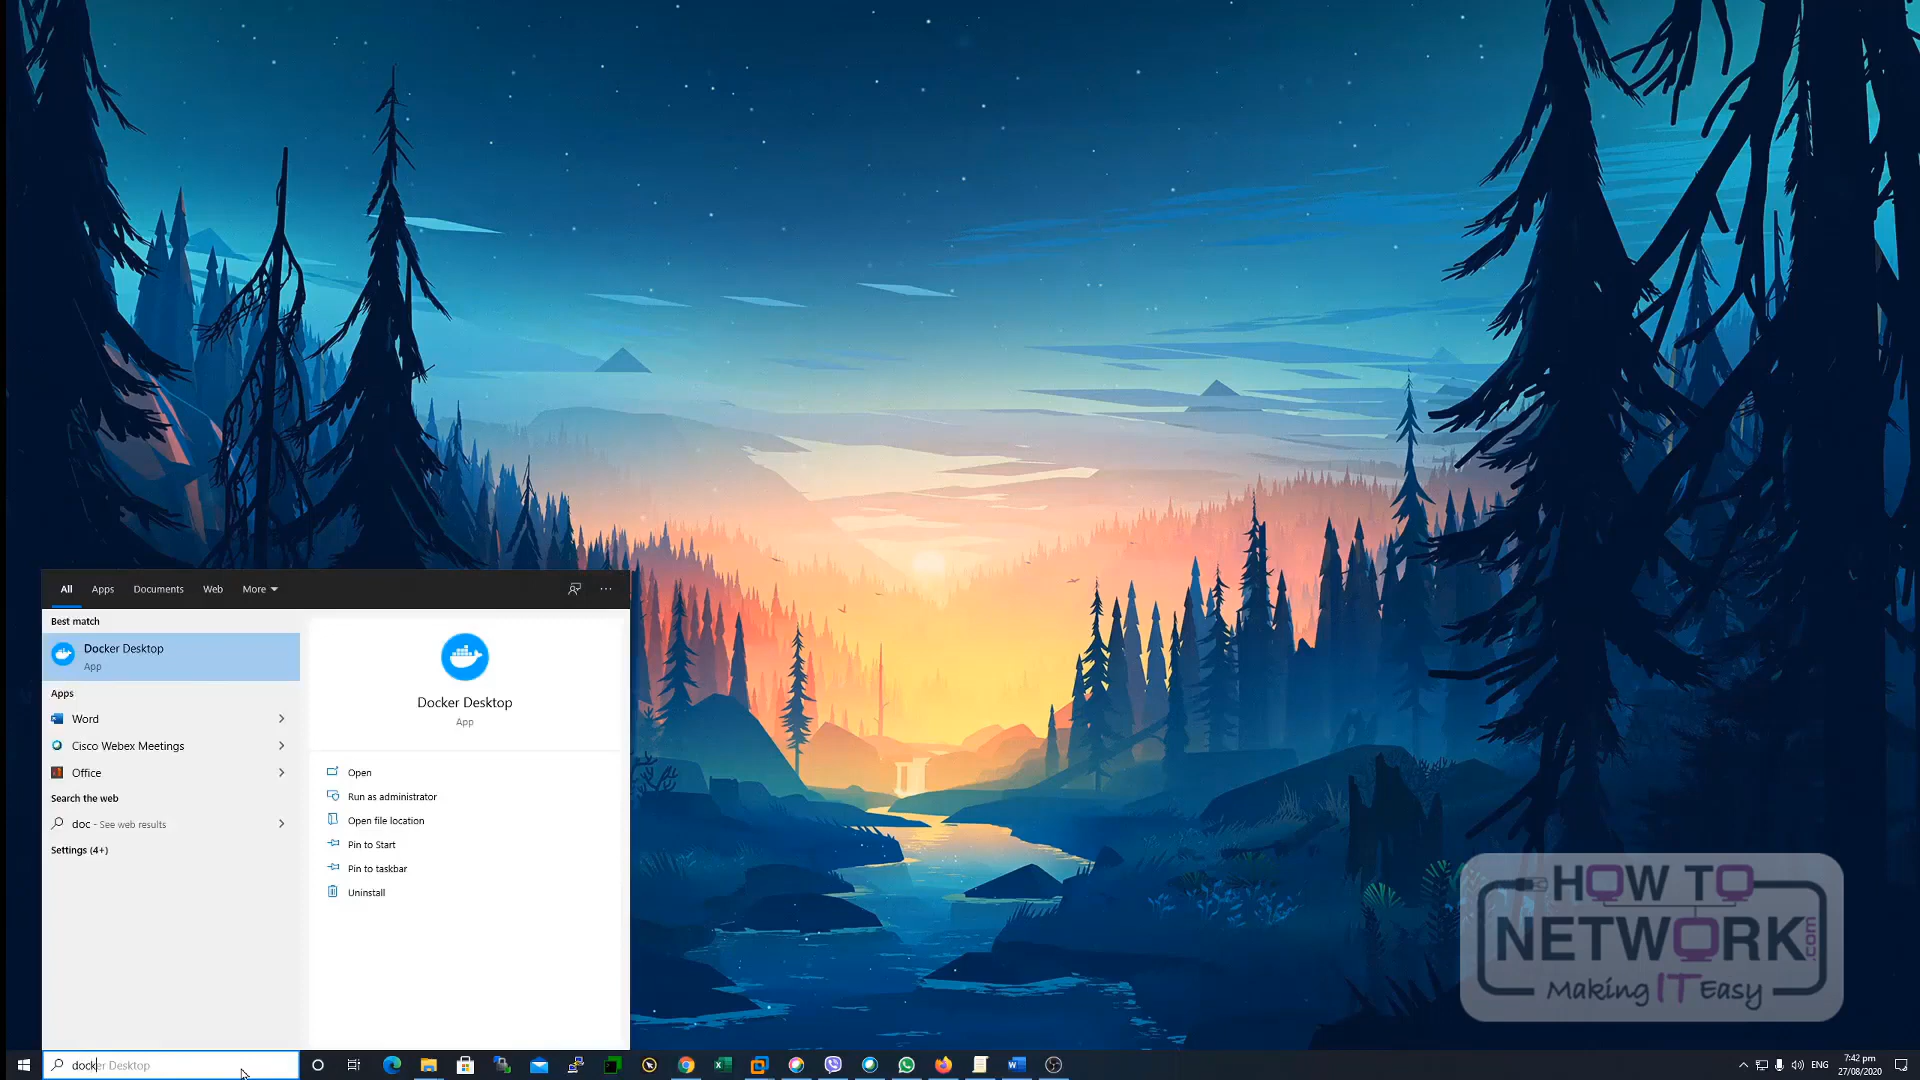 All Apps Documents Web More
Best match
Docker Desktop
App
Apps
Word
Cisco Webex Meetings
Office
Search the web
doc - See web results
Settings (4+)
Docker Desktop
App
Open
Run as administrator
Open file location
Pin to Start
Pin to taskbar
Uninstall
HOW TO
NETWORK.com
Making IT Easy
docker Desktop
ENG
7:42 pm
27/08/2020